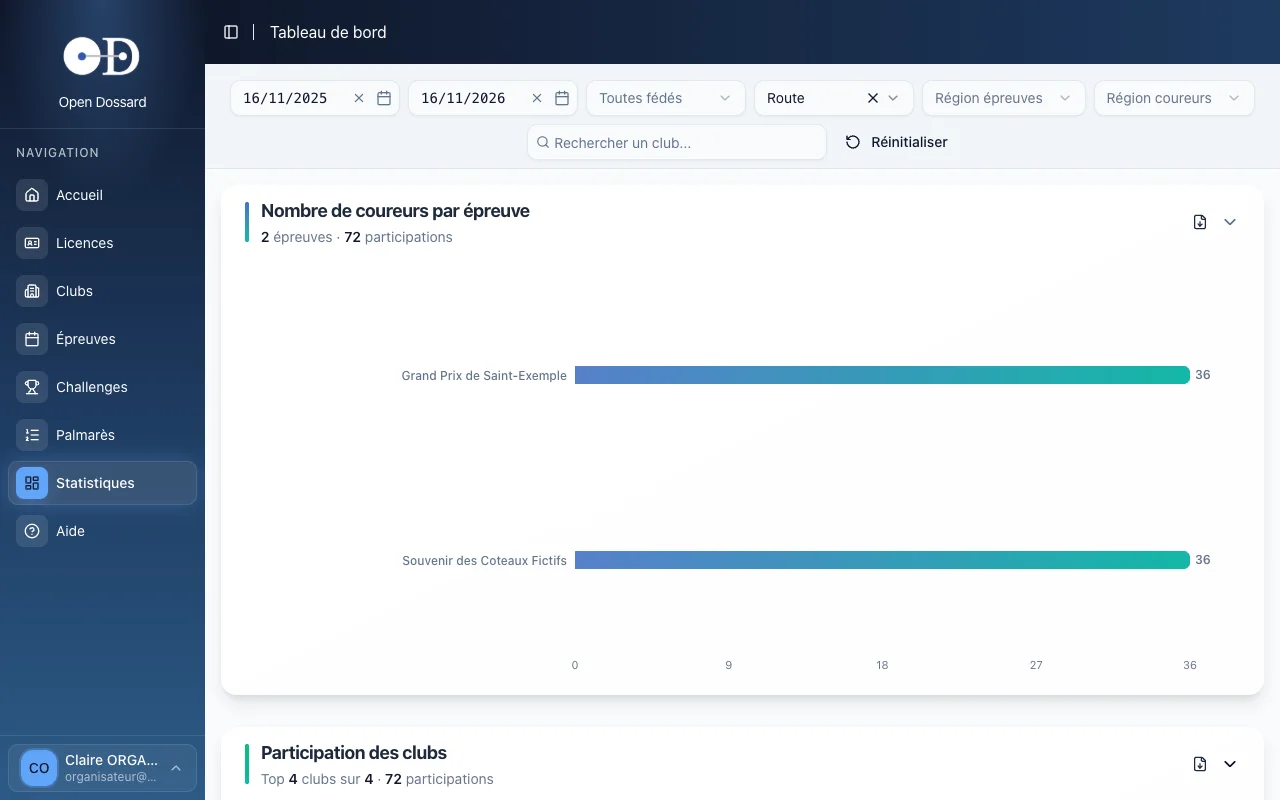 OD
Open Dossard
NAVIGATION
Accueil
Licences
Clubs
Épreuves
Challenges
Palmarès
Statistiques
Aide
CO
Claire ORGA...
organisateur@...
Tableau de bord
16/11/2025
16/11/2026
Toutes fédés
Route
Région épreuves
Région coureurs
Rechercher un club...
Réinitialiser
Nombre de coureurs par épreuve
2 épreuves · 72 participations
Grand Prix de Saint-Exemple
36
Souvenir des Coteaux Fictifs
36
0 9 18 27 36
Participation des clubs
Top 4 clubs sur 4 · 72 participations